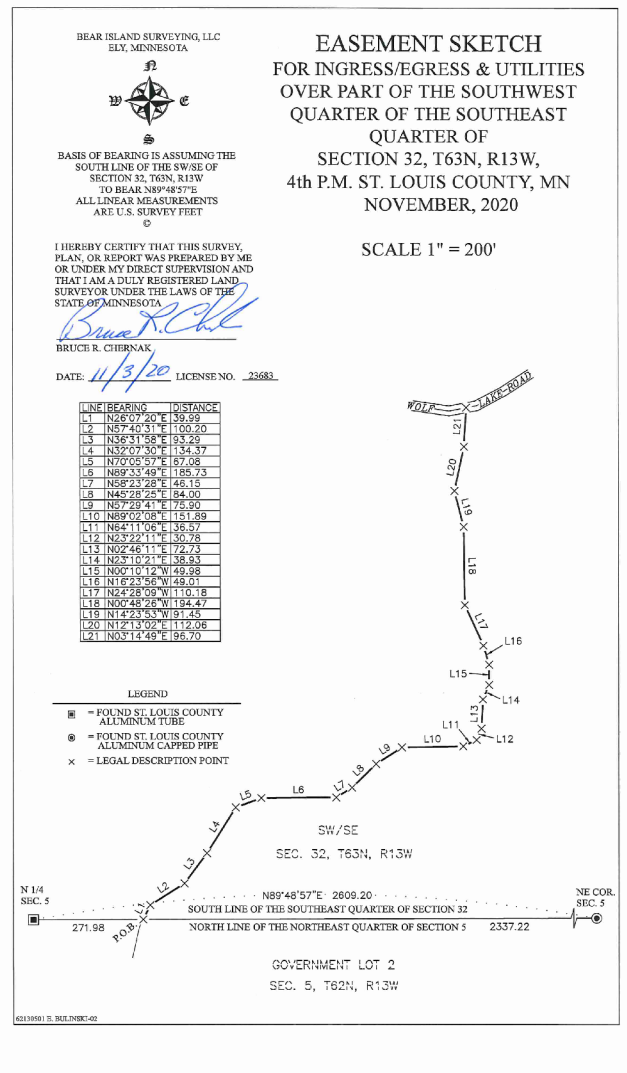 BEAR ISLAND SURVEYING, LLC
ELY, MINNESOTA
N
W E
S
BASIS OF BEARING IS ASSUMING THE
SOUTH LINE OF THE SW/SE OF
SECTION 32, T63N, R13W
TO BEAR N89°48'57"E
ALL LINEAR MEASUREMENTS
ARE U.S. SURVEY FEET
©
EASEMENT SKETCH
FOR INGRESS/EGRESS & UTILITIES
OVER PART OF THE SOUTHWEST
QUARTER OF THE SOUTHEAST
QUARTER OF
SECTION 32, T63N, R13W,
4th P.M. ST. LOUIS COUNTY, MN
NOVEMBER, 2020
SCALE 1" = 200'
I HEREBY CERTIFY THAT THIS SURVEY,
PLAN, OR REPORT WAS PREPARED BY ME
OR UNDER MY DIRECT SUPERVISION AND
THAT I AM A DULY REGISTERED LAND
SURVEYOR UNDER THE LAWS OF THE
STATE OF MINNESOTA
Bruce R. Chernak
BRUCE R. CHERNAK
DATE: 11/3/20 LICENSE NO. 23683
LINE BEARING DISTANCE
L1 N26°07'20"E 39.99
L2 N57°40'31"E 100.20
L3 N36°31'58"E 93.29
L4 N32°07'30"E 134.37
L5 N70°05'57"E 67.08
L6 N89°33'49"E 185.73
L7 N58°23'28"E 46.15
L8 N45°28'25"E 84.00
L9 N57°29'41"E 75.90
L10 N89°02'08"E 151.89
L11 N64°11'06"E 36.57
L12 N23°22'11"E 30.78
L13 N02°46'11"E 72.73
L14 N23°10'21"E 38.93
L15 N00°10'12"W 49.98
L16 N16°23'56"W 49.01
L17 N24°28'09"W 110.18
L18 N00°48'26"W 194.47
L19 N14°23'53"W 91.45
L20 N12°13'02"E 112.06
L21 N03°14'49"E 96.70
WOLF LAKE ROAD
L21
L20
L19
L18
L17
L16
L15
L14
L13
L11
L12
L10
L9
L8
L7
L6
L5
L4
L3
L2
L1
LEGEND
= FOUND ST. LOUIS COUNTY
ALUMINUM TUBE
= FOUND ST. LOUIS COUNTY
ALUMINUM CAPPED PIPE
× = LEGAL DESCRIPTION POINT
SW/SE
SEC. 32, T63N, R13W
N 1/4
SEC. 5
N89°48'57"E 2609.20
NE COR.
SEC. 5
SOUTH LINE OF THE SOUTHEAST QUARTER OF SECTION 32
271.98
P.O.B.
NORTH LINE OF THE NORTHEAST QUARTER OF SECTION 5
2337.22
GOVERNMENT LOT 2
SEC. 5, T62N, R13W
62130501 E. BULINSKI-02